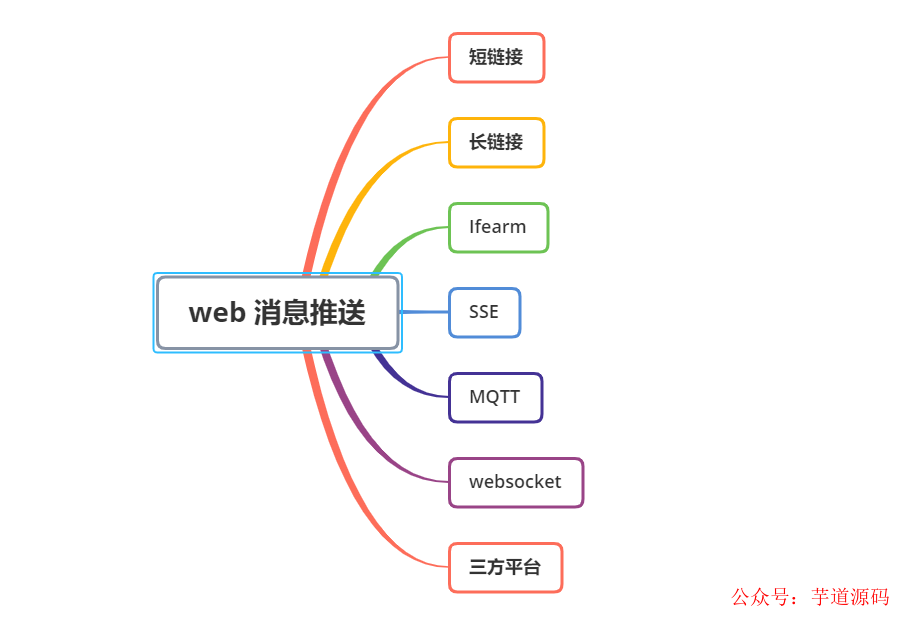 短链接
长链接
Ifearm
web 消息推送
SSE
MQTT
websocket
三方平台
公众号：芋道源码